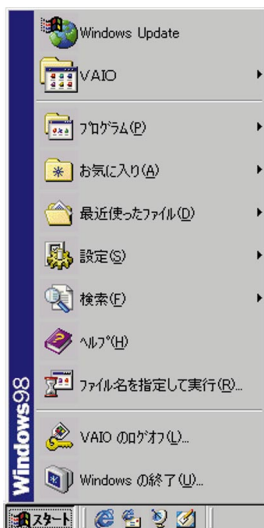 Windows Update
VAIO
ﾌﾟﾛｸﾞﾗﾑ(P)
お気に入り(A)
最近使ったﾌｧｲﾙ(D)
設定(S)
検索(F)
ﾍﾙﾌﾟ(H)
ﾌｧｲﾙ名を指定して実行(R)...
VAIO のﾛｸﾞｵﾌ(L)...
Windows の終了(U)...
Windows98
ｽﾀｰﾄ